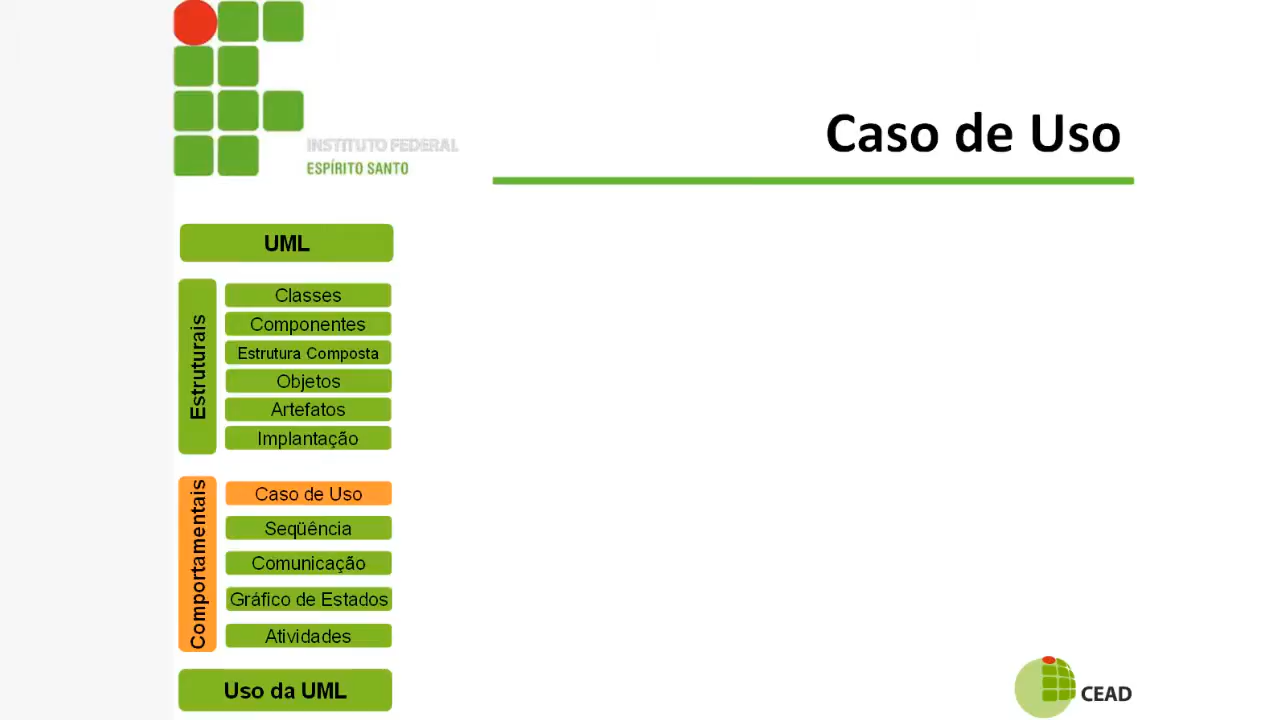 INSTITUTO FEDERAL
ESPÍRITO SANTO
Caso de Uso
UML
Estruturais
Classes
Componentes
Estrutura Composta
Objetos
Artefatos
Implantação
Comportamentais
Caso de Uso
Seqüência
Comunicação
Gráfico de Estados
Atividades
Uso da UML
CEAD